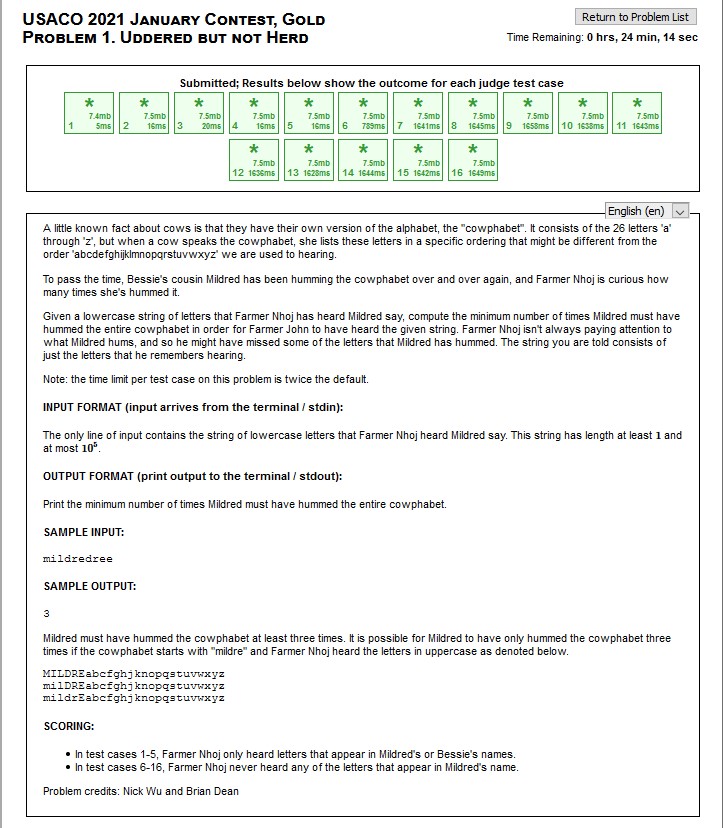 USACO 2021 JANUARY CONTEST, GOLD
PROBLEM 1. UDDERED BUT NOT HERD
Return to Problem List
Time Remaining: 0 hrs, 24 min, 14 sec
Submitted; Results below show the outcome for each judge test case
* * * * * * * * * * *
7.4mb 7.5mb 7.5mb 7.5mb 7.5mb 7.5mb 7.5mb 7.5mb 7.5mb 7.5mb 7.5mb
1 5ms 2 16ms 3 20ms 4 16ms 5 16ms 6 789ms 7 1641ms 8 1645ms 9 1658ms 10 1638ms 11 1643ms
* * * * *
7.5mb 7.5mb 7.5mb 7.5mb 7.5mb
12 1636ms 13 1628ms 14 1644ms 15 1642ms 16 1649ms
English (en)
A little known fact about cows is that they have their own version of the alphabet, the "cowphabet". It consists of the 26 letters 'a'
through 'z', but when a cow speaks the cowphabet, she lists these letters in a specific ordering that might be different from the
order 'abcdefghijklmnopqrstuvwxyz' we are used to hearing.
To pass the time, Bessie's cousin Mildred has been humming the cowphabet over and over again, and Farmer Nhoj is curious how
many times she's hummed it.
Given a lowercase string of letters that Farmer Nhoj has heard Mildred say, compute the minimum number of times Mildred must have
hummed the entire cowphabet in order for Farmer John to have heard the given string. Farmer Nhoj isn't always paying attention to
what Mildred hums, and so he might have missed some of the letters that Mildred has hummed. The string you are told consists of
just the letters that he remembers hearing.
Note: the time limit per test case on this problem is twice the default.
INPUT FORMAT (input arrives from the terminal / stdin):
The only line of input contains the string of lowercase letters that Farmer Nhoj heard Mildred say. This string has length at least 1 and
at most 10^5.
OUTPUT FORMAT (print output to the terminal / stdout):
Print the minimum number of times Mildred must have hummed the entire cowphabet.
SAMPLE INPUT:
mildredree
SAMPLE OUTPUT:
3
Mildred must have hummed the cowphabet at least three times. It is possible for Mildred to have only hummed the cowphabet three
times if the cowphabet starts with "mildre" and Farmer Nhoj heard the letters in uppercase as denoted below.
MILDREabcfghjknopqstuvwxyz
milDREabcfghjknopqstuvwxyz
mildrEabcfghjknopqstuvwxyz
SCORING:
• In test cases 1-5, Farmer Nhoj only heard letters that appear in Mildred's or Bessie's names.
• In test cases 6-16, Farmer Nhoj never heard any of the letters that appear in Mildred's name.
Problem credits: Nick Wu and Brian Dean